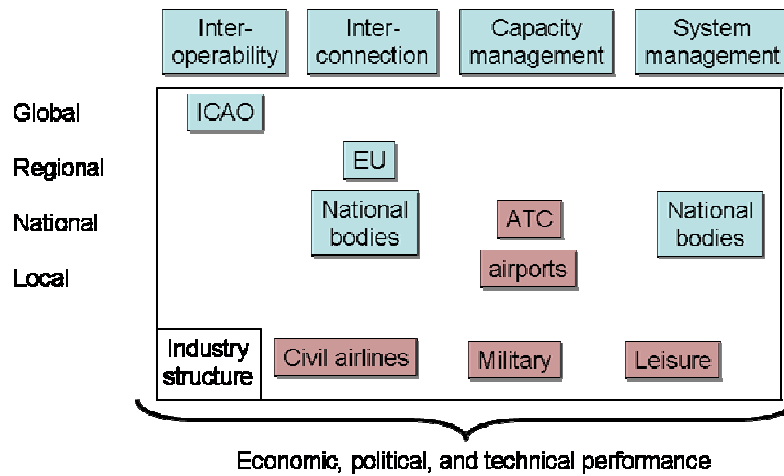 Inter-
operability
Inter-
connection
Capacity
management
System
management
Global
ICAO
Regional
EU
National
National
bodies
ATC
National
bodies
Local
airports
Industry
structure
Civil airlines
Military
Leisure
Economic, political, and technical performance